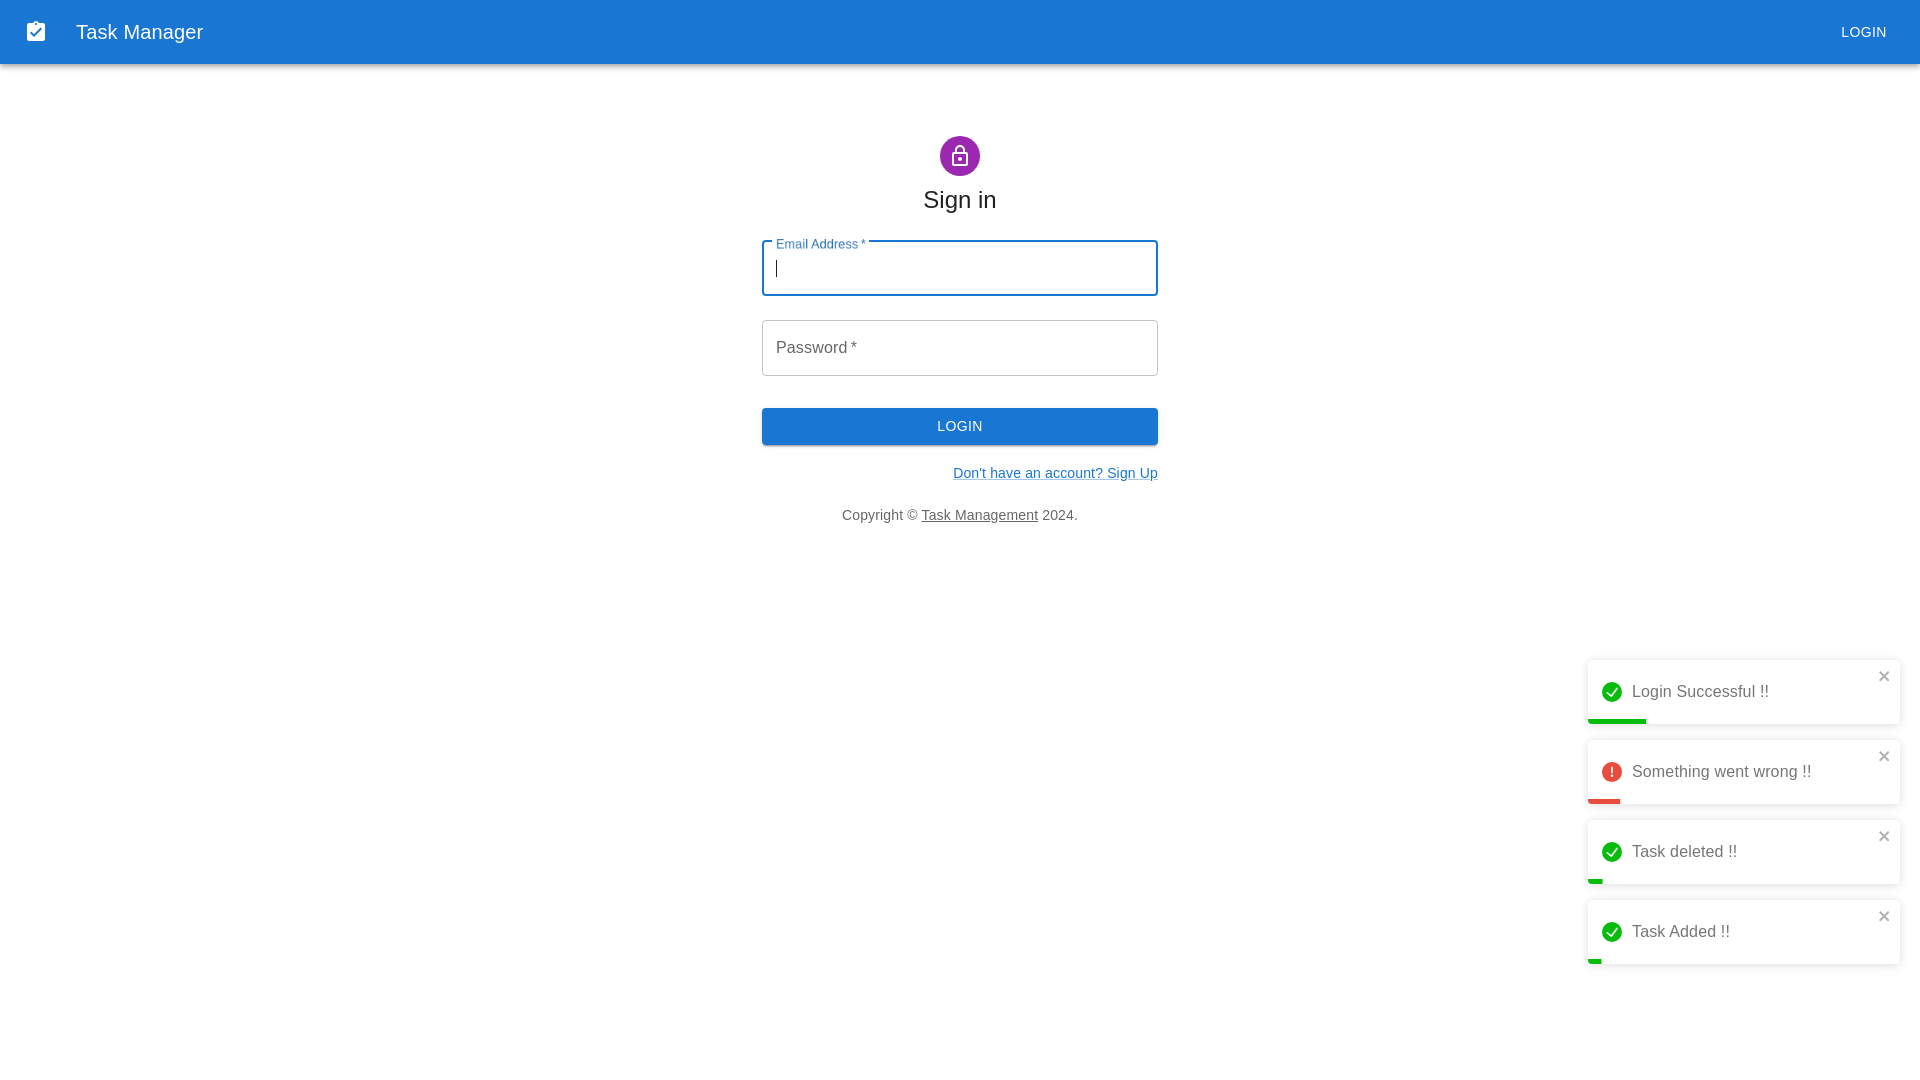 Task Manager
LOGIN
Sign in
Email Address *
Password *
LOGIN
Don't have an account? Sign Up
Copyright © Task Management 2024.
Login Successful !!
Something went wrong !!
Task deleted !!
Task Added !!